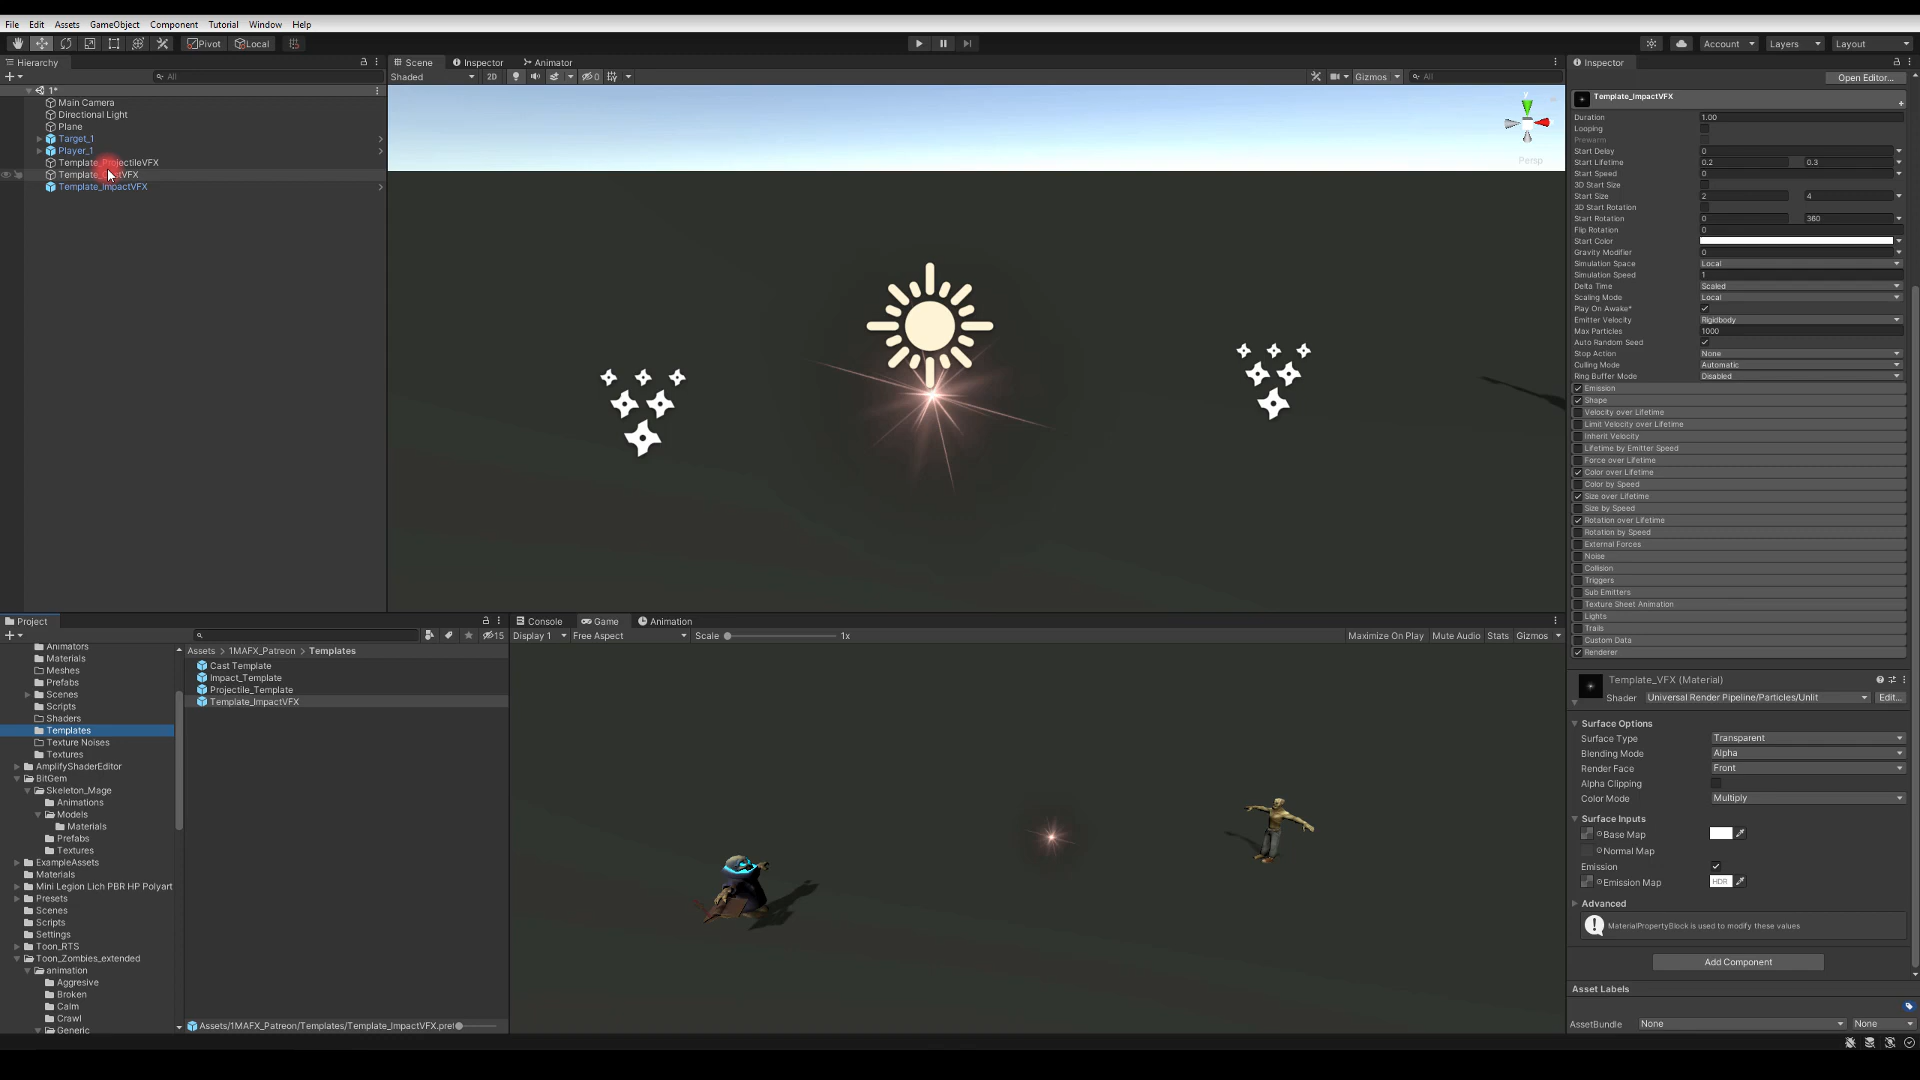 File Edit Assets GameObject Component Tutorial Window Help
Pivot Local Account Layers Layout
Hierarchy Scene Inspector Animator Inspector
All Shaded 2D 0 Gizmos All Open Editor...
1*
Main Camera
Directional Light
Plane
Target_1
Player_1
Template_ProjectileVFX
Template_ImpactVFX
y
Persp
Template_ImpactVFX
Duration 1.00
Looping
Prewarm
Start Delay 0
Start Lifetime 0.2 0.3
Start Speed 0
3D Start Size
Start Size 2 4
3D Start Rotation
Start Rotation 0 360
Flip Rotation 0
Start Color
Gravity Modifier 0
Simulation Space Local
Simulation Speed 1
Delta Time Scaled
Scaling Mode Local
Play On Awake*
Emitter Velocity Rigidbody
Max Particles 1000
Auto Random Seed
Stop Action None
Culling Mode Automatic
Ring Buffer Mode Disabled
Emission
Shape
Velocity over Lifetime
Limit Velocity over Lifetime
Inherit Velocity
Lifetime by Emitter Speed
Force over Lifetime
Color over Lifetime
Color by Speed
Size over Lifetime
Size by Speed
Rotation over Lifetime
Rotation by Speed
External Forces
Noise
Collision
Triggers
Sub Emitters
Texture Sheet Animation
Lights
Trails
Custom Data
Renderer
Template_VFX (Material)
Shader Universal Render Pipeline/Particles/Unlit Edit...
Surface Options
Surface Type Transparent
Blending Mode Alpha
Render Face Front
Alpha Clipping
Color Mode Multiply
Surface Inputs
Base Map
Normal Map
Emission
Emission Map HDR
Advanced
MaterialPropertyBlock is used to modify these values
Add Component
Asset Labels
AssetBundle None None
Project
15
Animators
Materials
Meshes
Prefabs
Scenes
Scripts
Shaders
Templates
Texture Noises
Textures
AmplifyShaderEditor
BitGem
Skeleton_Mage
Animations
Models
Materials
Prefabs
Textures
ExampleAssets
Materials
Mini Legion Lich PBR HP Polyart
Presets
Scenes
Scripts
Settings
Toon_RTS
Toon_Zombies_extended
animation
Aggresive
Broken
Calm
Crawl
Generic
Assets > 1MAFX_Patreon > Templates
Cast Template
Impact_Template
Projectile_Template
Template_ImpactVFX
Assets/1MAFX_Patreon/Templates/Template_ImpactVFX.pref
Console Game Animation
Display 1 Free Aspect Scale 1x Maximize On Play Mute Audio Stats Gizmos